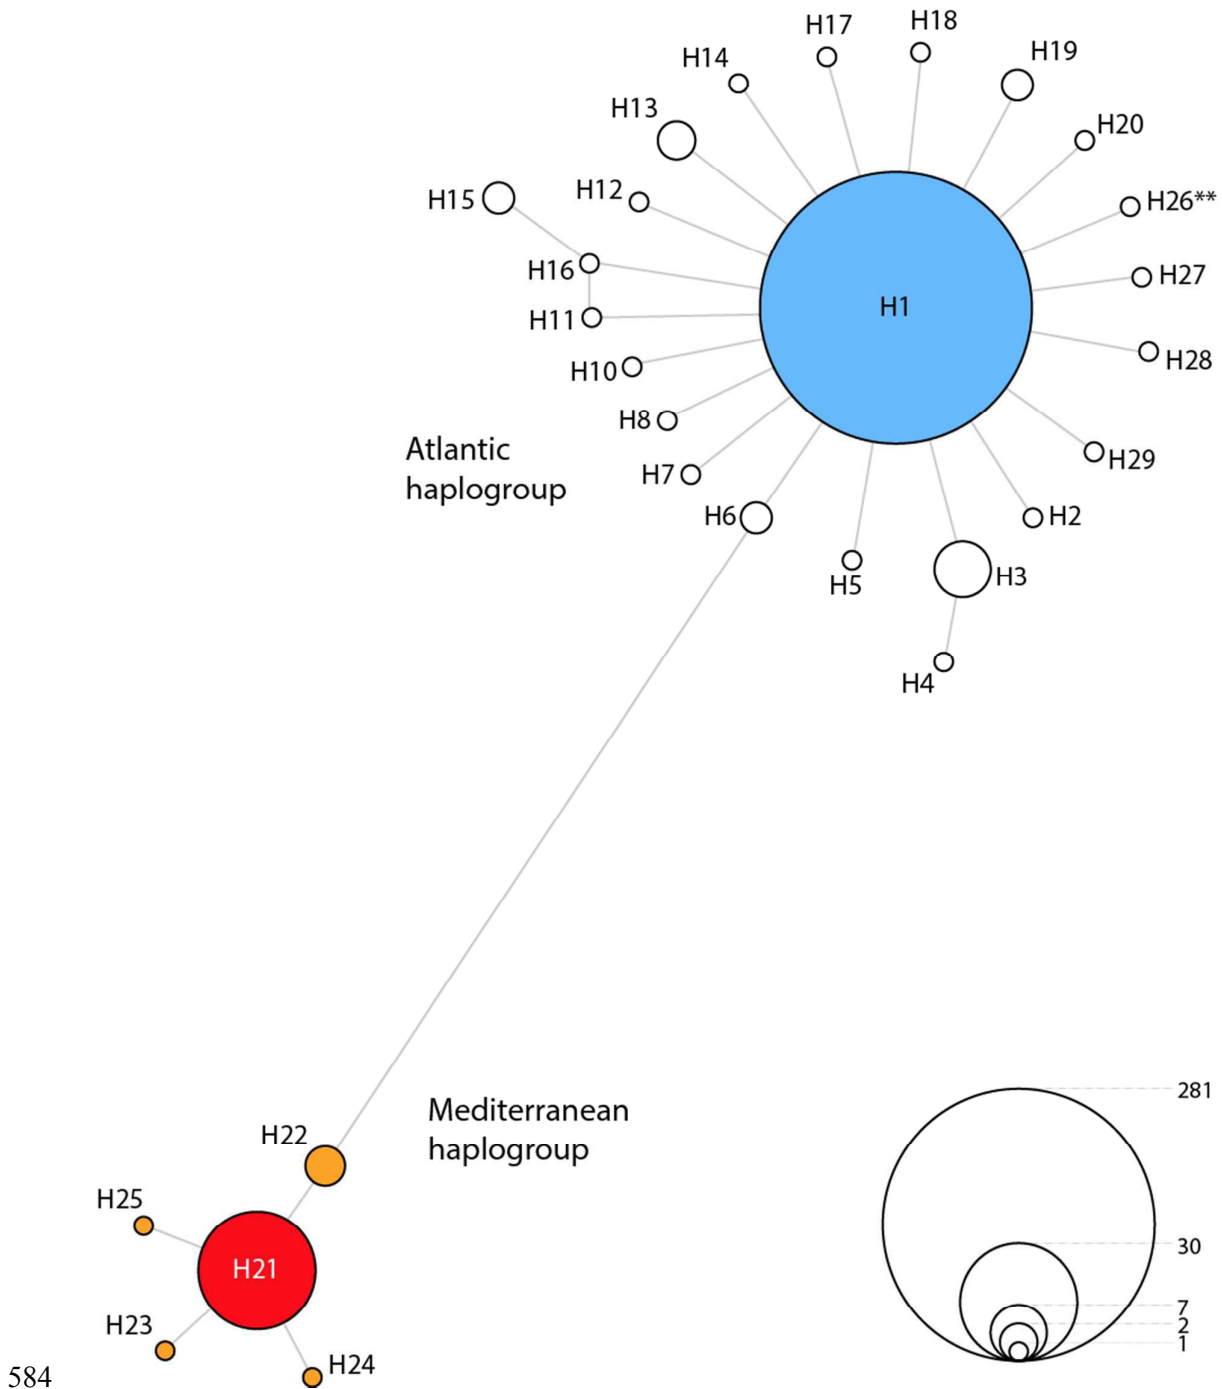 H18
H17
H19
H14
H13
H20
H12
H15
H26**
H16
H27
H1
H11
H28
H10
H8
Atlantic
haplogroup
H29
H7
H6
H2
H5
H3
H4
281
Mediterranean
haplogroup
H22
H25
30
H21
7
2
1
H23
H24
584